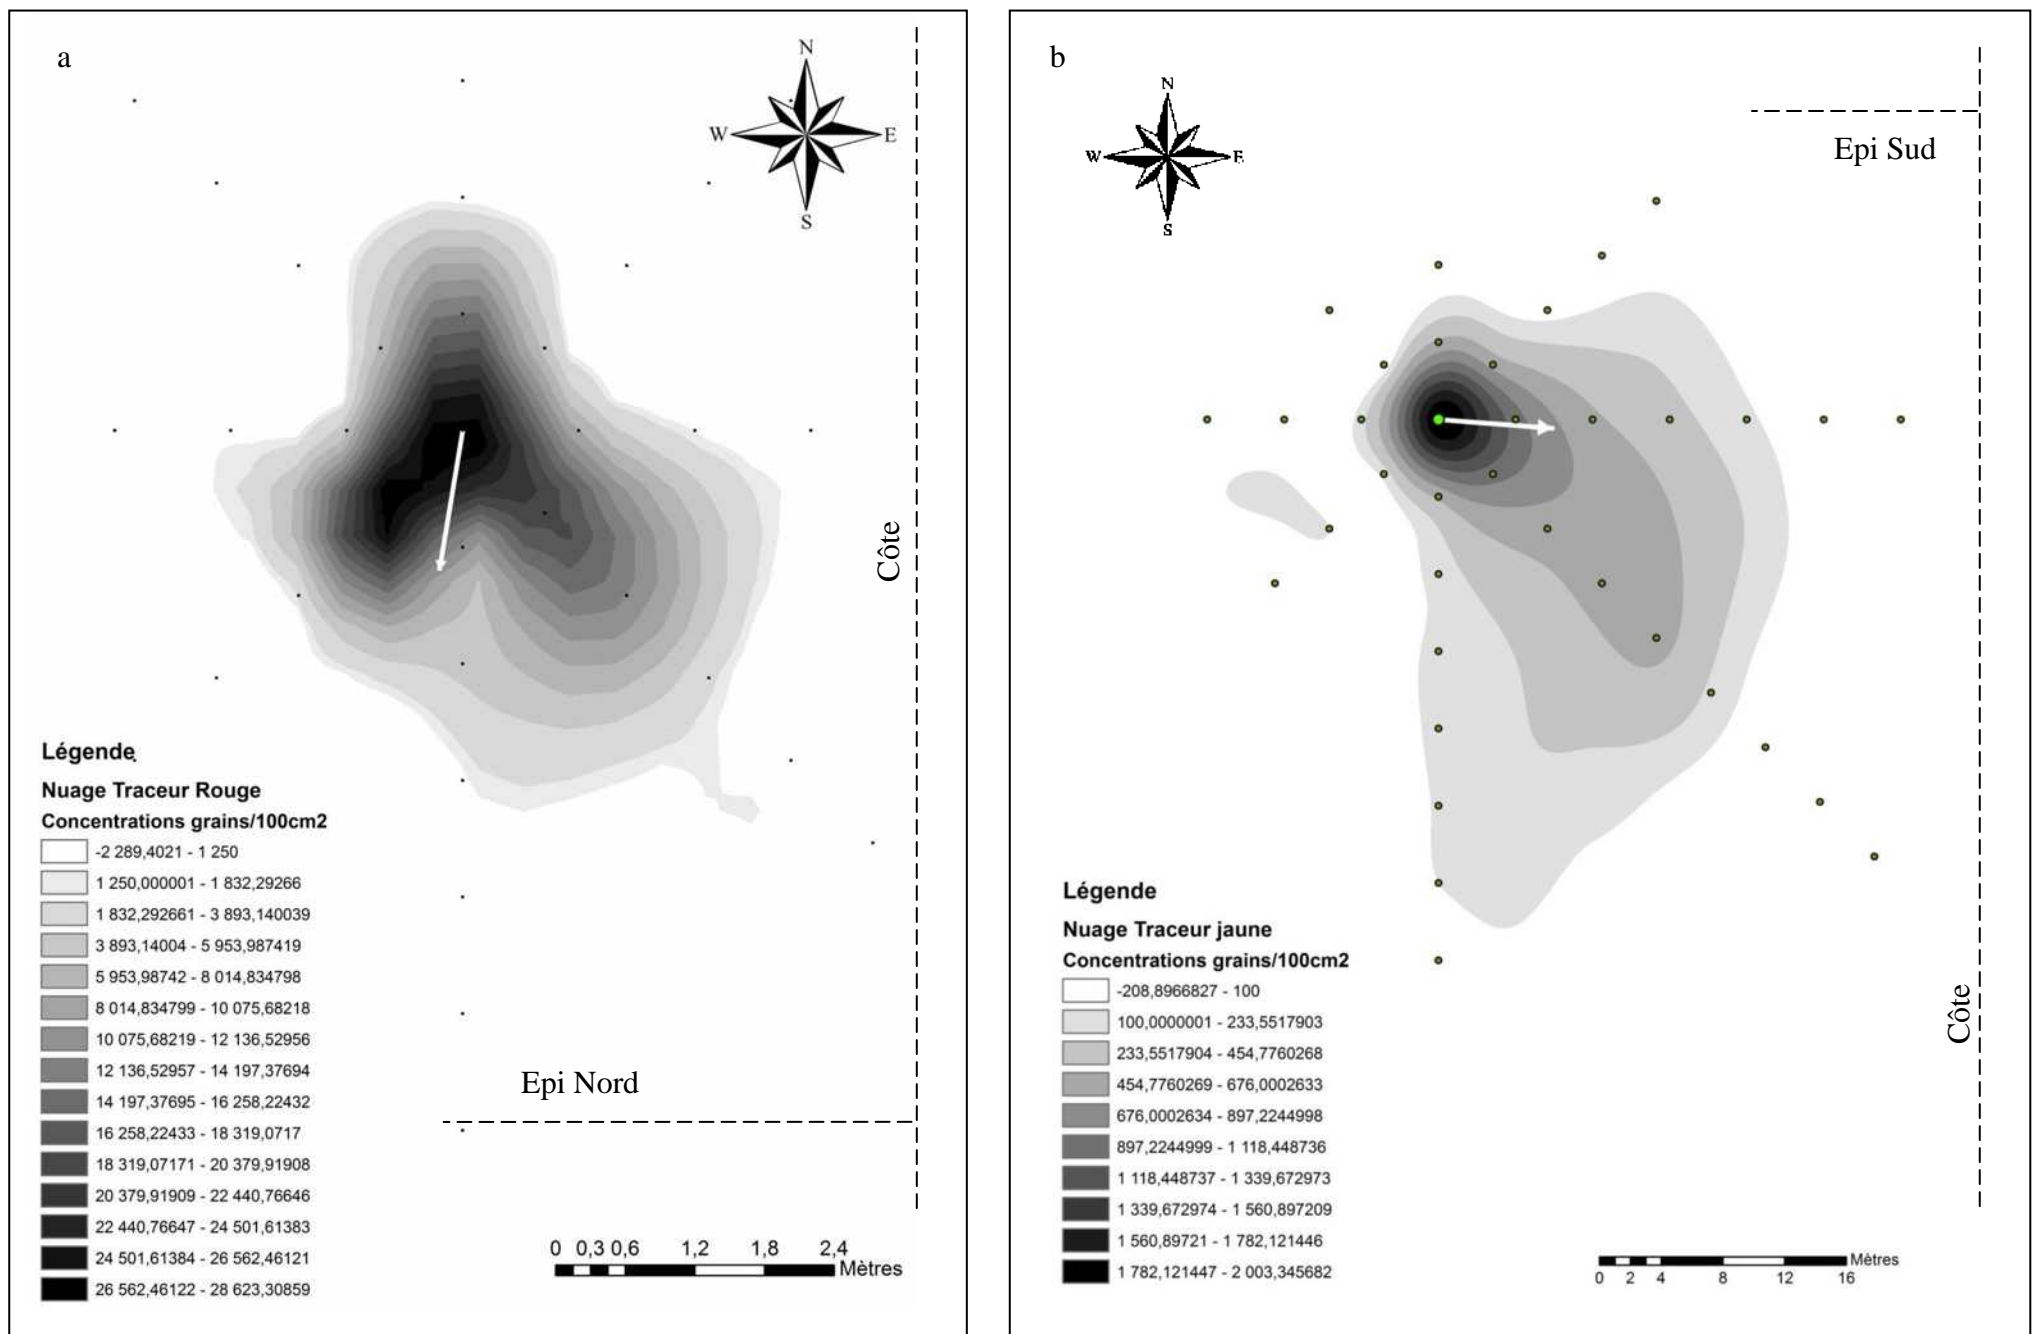 a
N
W
E
S
Côte
Légende
Nuage Traceur Rouge
Concentrations grains/100cm2
-2 289,4021 - 1 250
1 250,000001 - 1 832,29266
1 832,292661 - 3 893,140039
3 893,14004 - 5 953,987419
5 953,98742 - 8 014,834798
8 014,834799 - 10 075,68218
10 075,68219 - 12 136,52956
12 136,52957 - 14 197,37694
14 197,37695 - 16 258,22432
16 258,22433 - 18 319,0717
18 319,07171 - 20 379,91908
20 379,91909 - 22 440,76646
22 440,76647 - 24 501,61383
24 501,61384 - 26 562,46121
26 562,46122 - 28 623,30859
Epi Nord
0 0,3 0,6 1,2 1,8 2,4
Mètres
b
N
W
E
S
Epi Sud
Côte
Légende
Nuage Traceur jaune
Concentrations grains/100cm2
-208,8966827 - 100
100,0000001 - 233,5517903
233,5517904 - 454,7760268
454,7760269 - 676,0002633
676,0002634 - 897,2244998
897,2244999 - 1 118,448736
1 118,448737 - 1 339,672973
1 339,672974 - 1 560,897209
1 560,89721 - 1 782,121446
1 782,121447 - 2 003,345682
Mètres
0 2 4 8 12 16